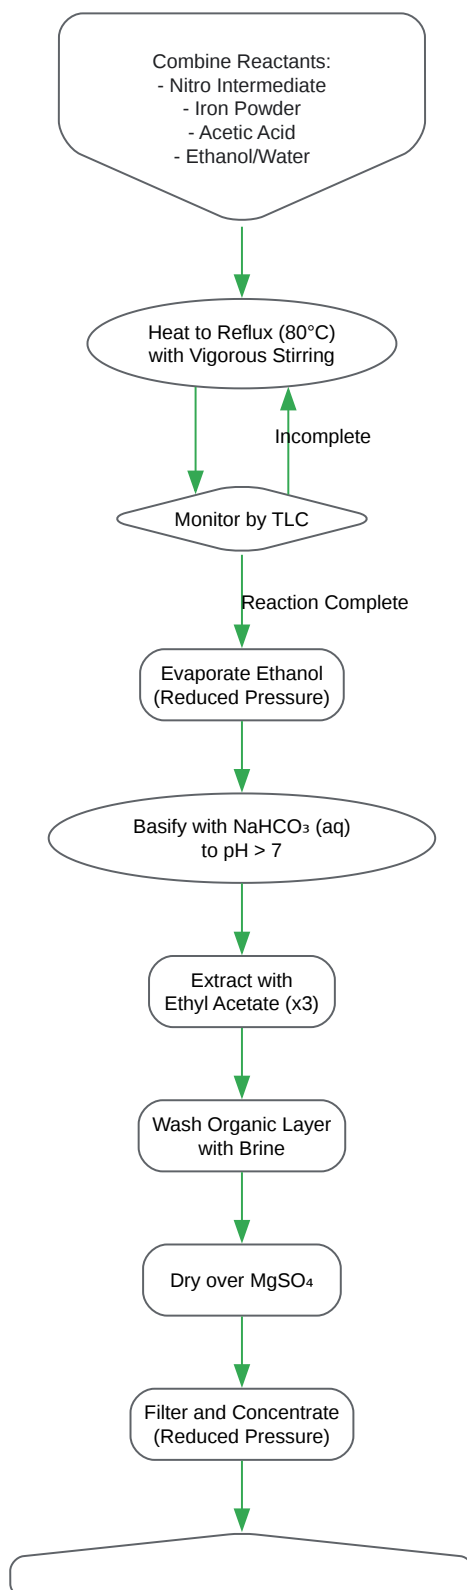 Combine Reactants:
- Nitro Intermediate
- Iron Powder
- Acetic Acid
- Ethanol/Water
Heat to Reflux (80°C)
with Vigorous Stirring
Incomplete
Monitor by TLC
Reaction Complete
Evaporate Ethanol
(Reduced Pressure)
Basify with NaHCO₃ (aq)
to pH > 7
Extract with
Ethyl Acetate (x3)
Wash Organic Layer
with Brine
Dry over MgSO₄
Filter and Concentrate
(Reduced Pressure)